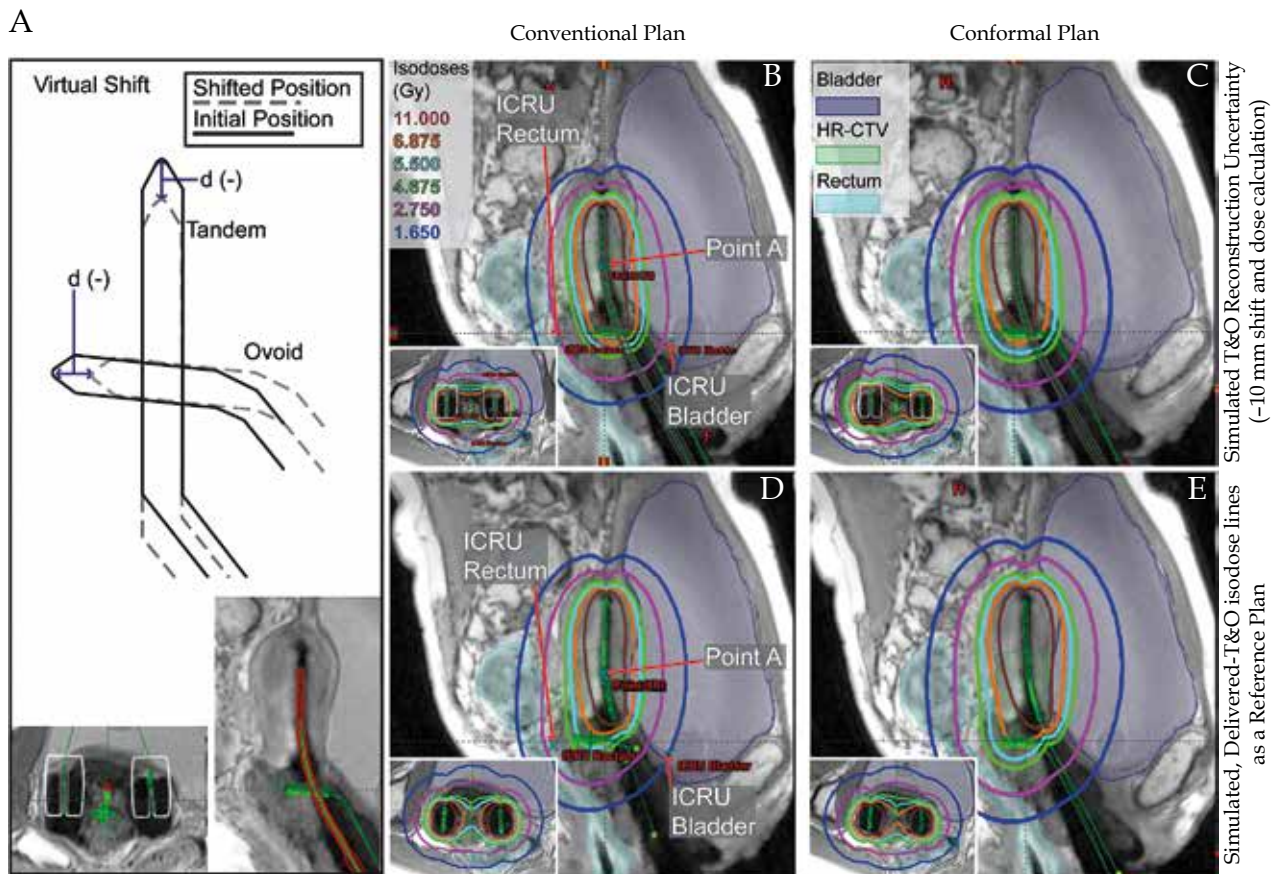 A
Conventional Plan
Conformal Plan
Virtual Shift
Shifted Position
Initial Position
d (-)
Tandem
d (-)
Ovoid
Isodoses
(Gy)
11.000
6.875
5.500
4.875
2.750
1.650
ICRU
Rectum
B
Point A
ICRU
Bladder
Bladder
HR-CTV
Rectum
C
Simulated T&O Reconstruction Uncertainty
(−10 mm shift and dose calculation)
ICRU
Rectum
D
Point A
ICRU Bladder
ICRU
Bladder
E
Simulated, Delivered-T&O isodose lines
as a Reference Plan